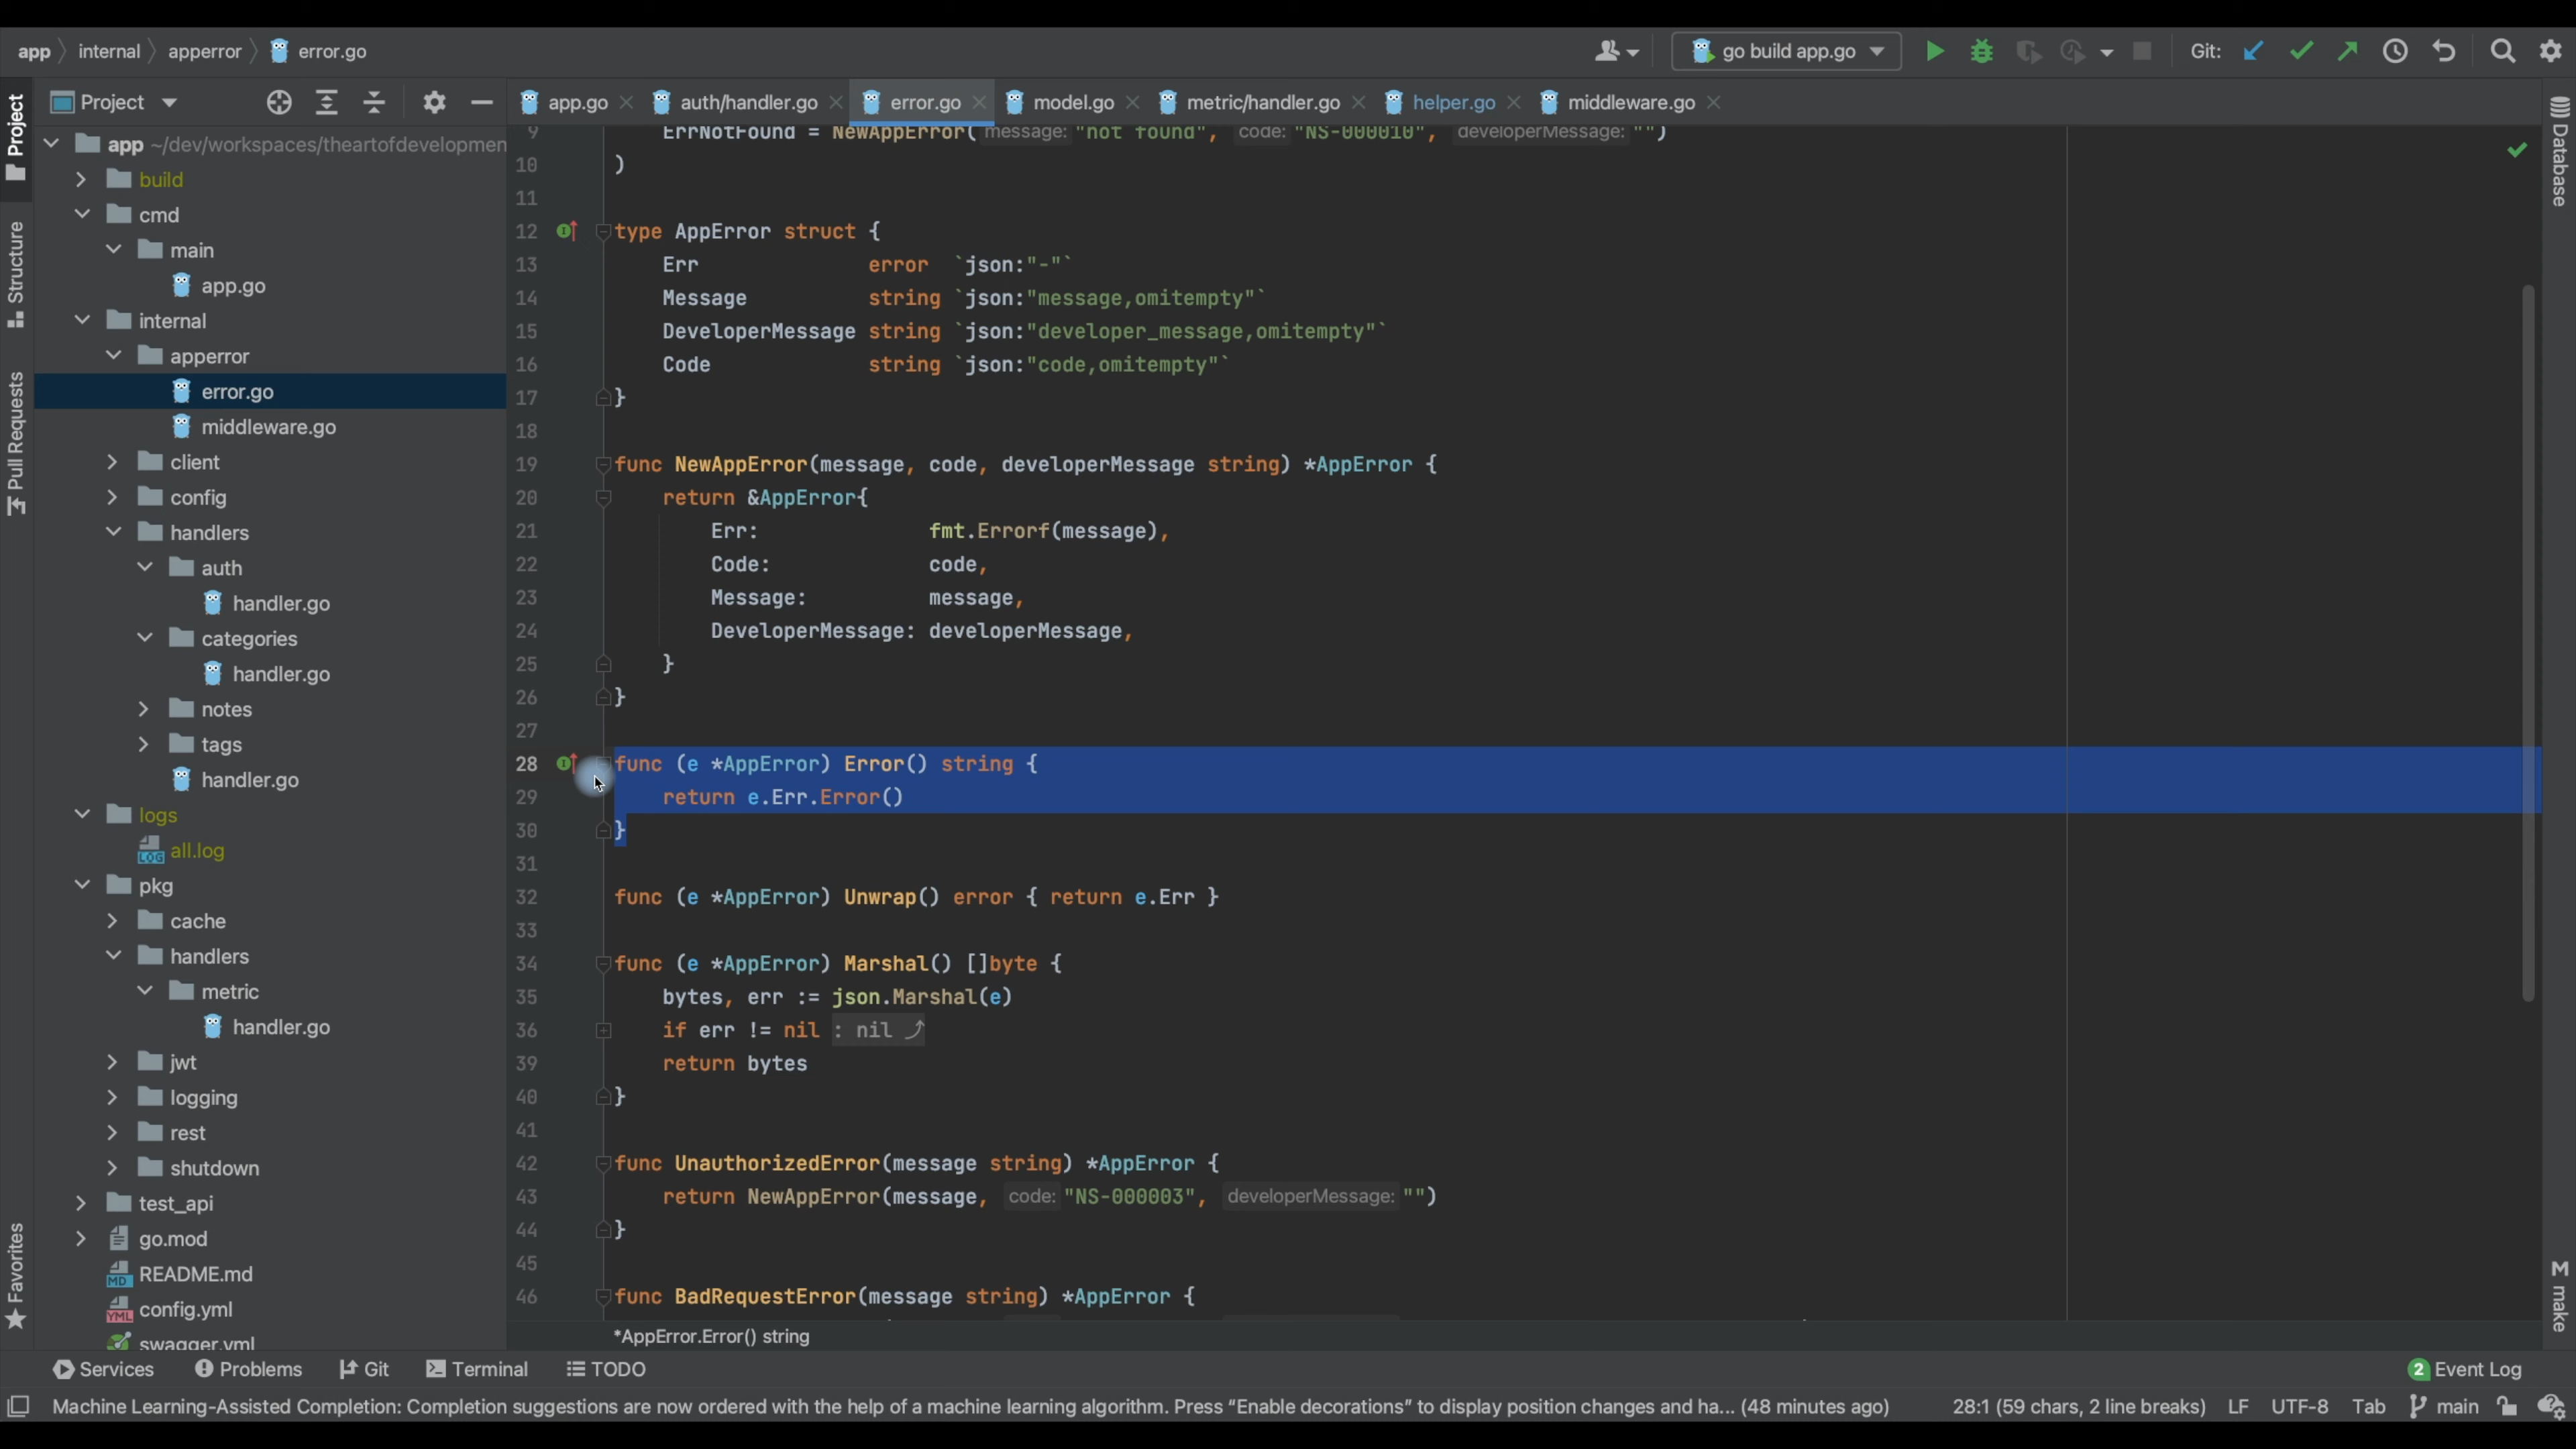 app internal apperror error.go
go build app.go
Git:
Project
app.go auth/handler.go error.go model.go metric/handler.go helper.go middleware.go
Project
Structure
Pull Requests
Favorites
app ~/dev/workspaces/theartofdevelopmen
build
cmd
main
app.go
internal
apperror
error.go
middleware.go
client
config
handlers
auth
handler.go
categories
handler.go
notes
tags
handler.go
logs
all.log
pkg
cache
handlers
metric
handler.go
jwt
logging
rest
shutdown
test_api
go.mod
README.md
config.yml
swagger.yml
9 ErrNotFound = NewAppError( message: "not found", code: "NS-000010", developerMessage: "")
10 )
11
12 type AppError struct {
13 Err error `json:"-"`
14 Message string `json:"message,omitempty"`
15 DeveloperMessage string `json:"developer_message,omitempty"`
16 Code string `json:"code,omitempty"`
17 }
18
19 func NewAppError(message, code, developerMessage string) *AppError {
20 return &AppError{
21 Err: fmt.Errorf(message),
22 Code: code,
23 Message: message,
24 DeveloperMessage: developerMessage,
25 }
26 }
27
28 func (e *AppError) Error() string {
29 return e.Err.Error()
30 }
31
32 func (e *AppError) Unwrap() error { return e.Err }
33
34 func (e *AppError) Marshal() []byte {
35 bytes, err := json.Marshal(e)
36 if err != nil : nil
39 return bytes
40 }
41
42 func UnauthorizedError(message string) *AppError {
43 return NewAppError(message, code: "NS-000003", developerMessage: "")
44 }
45
46 func BadRequestError(message string) *AppError {
*AppError.Error() string
Database
make
Services Problems Git Terminal TODO
2 Event Log
Machine Learning-Assisted Completion: Completion suggestions are now ordered with the help of a machine learning algorithm. Press “Enable decorations” to display position changes and ha... (48 minutes ago) 28:1 (59 chars, 2 line breaks) LF UTF-8 Tab main